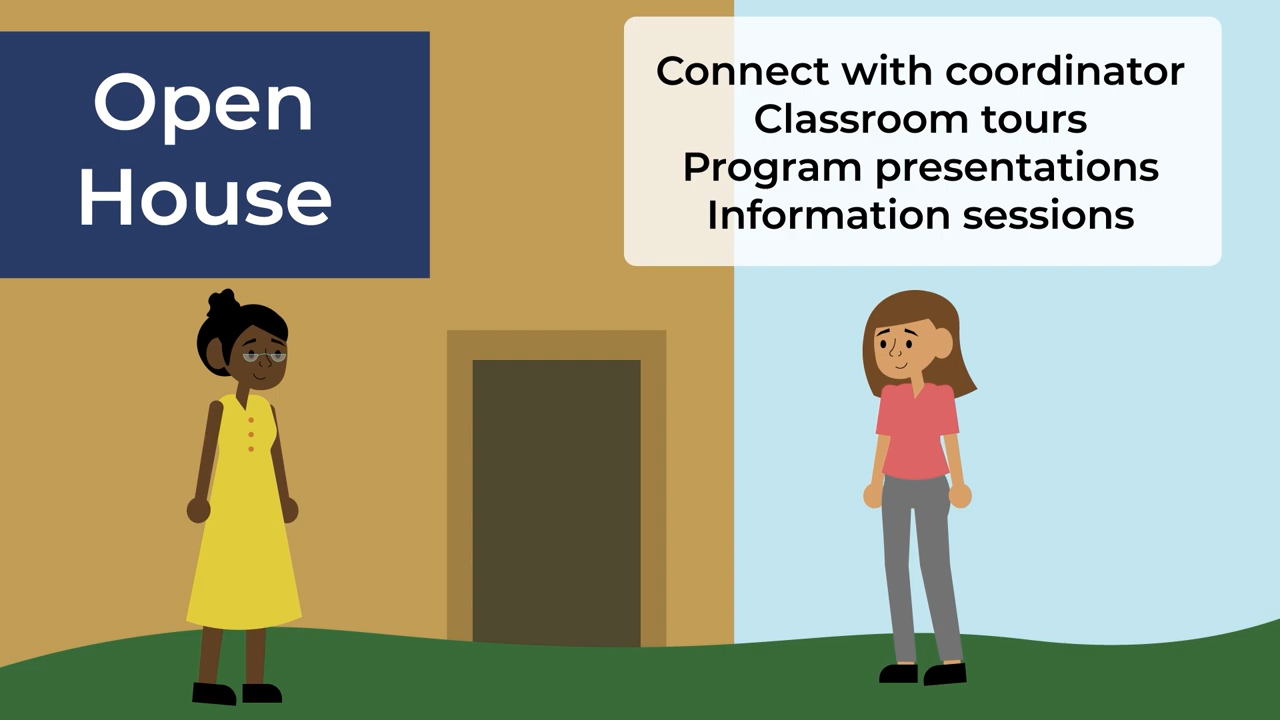 Open
House
Connect with coordinator
Classroom tours
Program presentations
Information sessions